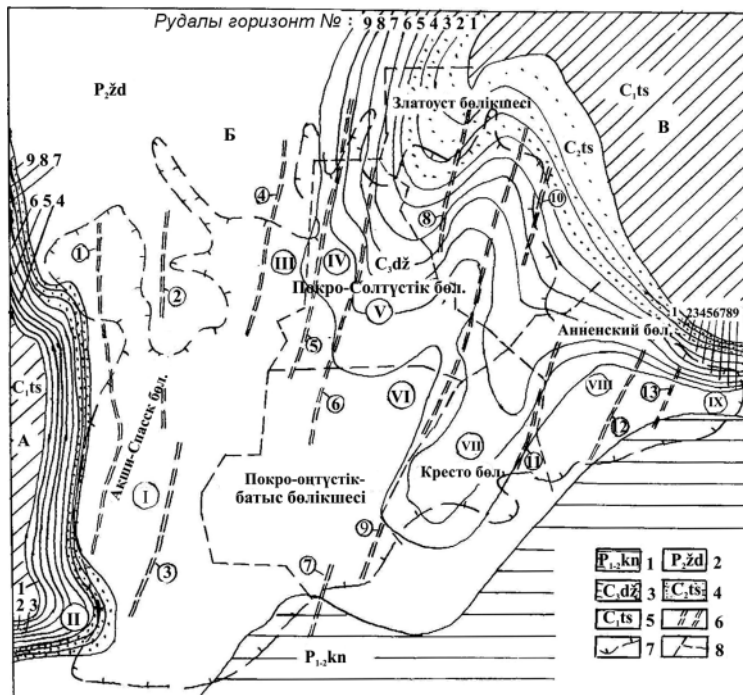 Рудалы горизонт № :
9 8 7 6 5 4 3 2 1
P₂žd
Златоуст бөлікшесі
C₁ts
Б
В
C₂ts
9 8 7
6 5 4
4
10
8
1
III
IV
C₃dž
2
Покро-Солтүстік бөл.
V
1 23456789
Анненский бөл.
5
C₁ts
VI
VIII
13
IX
6
А
Акши-Спасск бөл.
12
VII
Кресто бөл.
11
I
Покро-оңтүстік-
батыс бөлікшесі
9
3
7
1
2 3
II
P₁₋₂kn
P₁₋₂kn 1 P₂žd 2
C₃dž 3 C₂ts 4
C₁ts 5 6
7 8